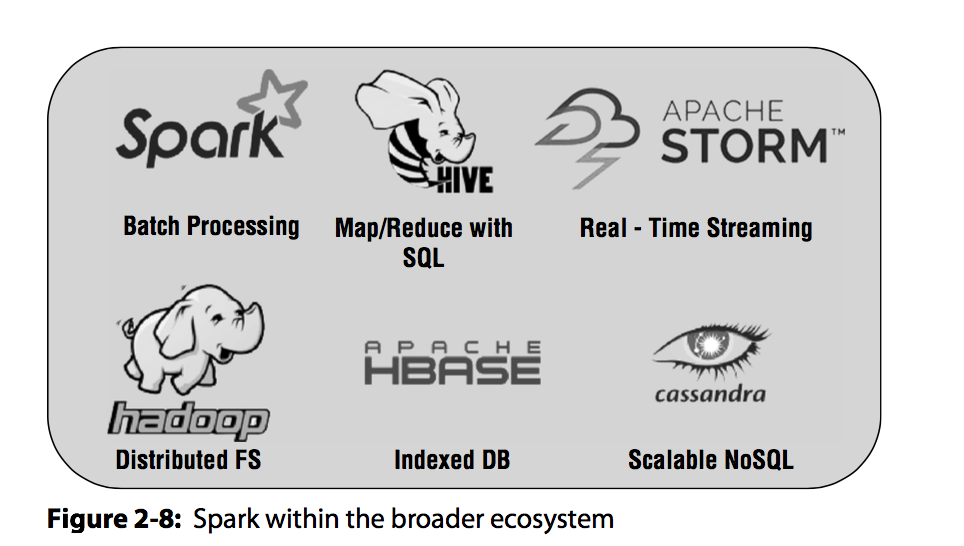 Spark
HIVE
APACHE
STORM™
Batch Processing
Map/Reduce with
SQL
Real - Time Streaming
hadoop
APACHE
HBASE
cassandra
Distributed FS
Indexed DB
Scalable NoSQL
Figure 2-8: Spark within the broader ecosystem